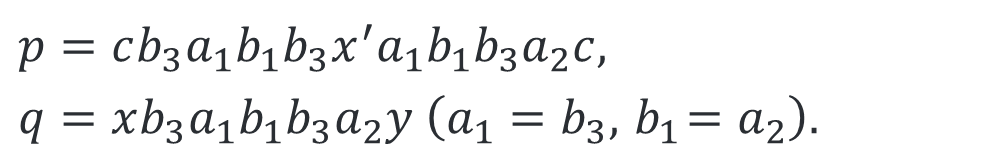 p = cb₃a₁b₁b₃x′a₁b₁b₃a₂c,
q = xb₃a₁b₁b₃a₂y (a₁ = b₃, b₁= a₂).